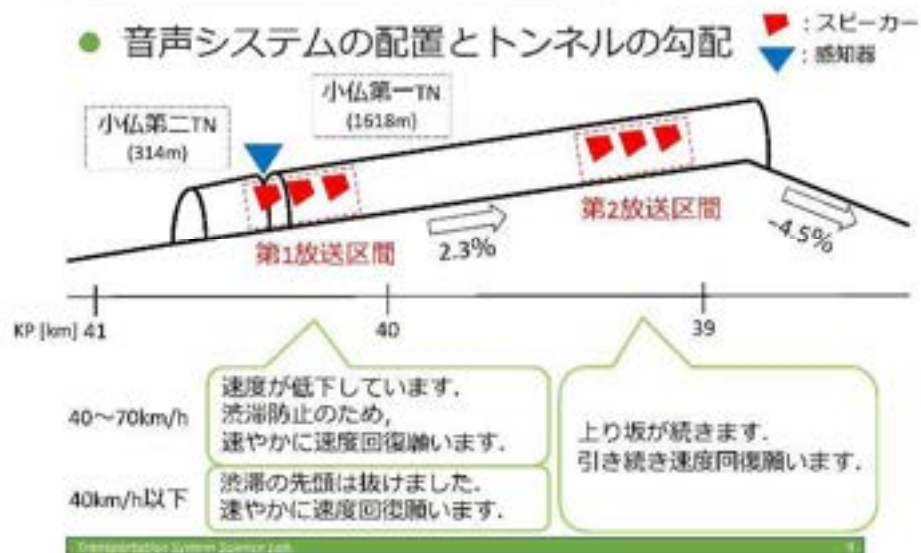 音声システムの配置とトンネルの勾配
：スピーカー
：感知器
小仏第一TN
(1618m)
小仏第二TN
(314m)
第2放送区間
第1放送区間
2.3%
-4.5%
KP [km] 41
40
39
40～70km/h
速度が低下しています.
渋滞防止のため,
速やかに速度回復願います.
上り坂が続きます.
引き続き速度回復願います.
40km/h以下
渋滞の先頭は抜けました.
速やかに速度回復願います.
Transportation System Science Lab.